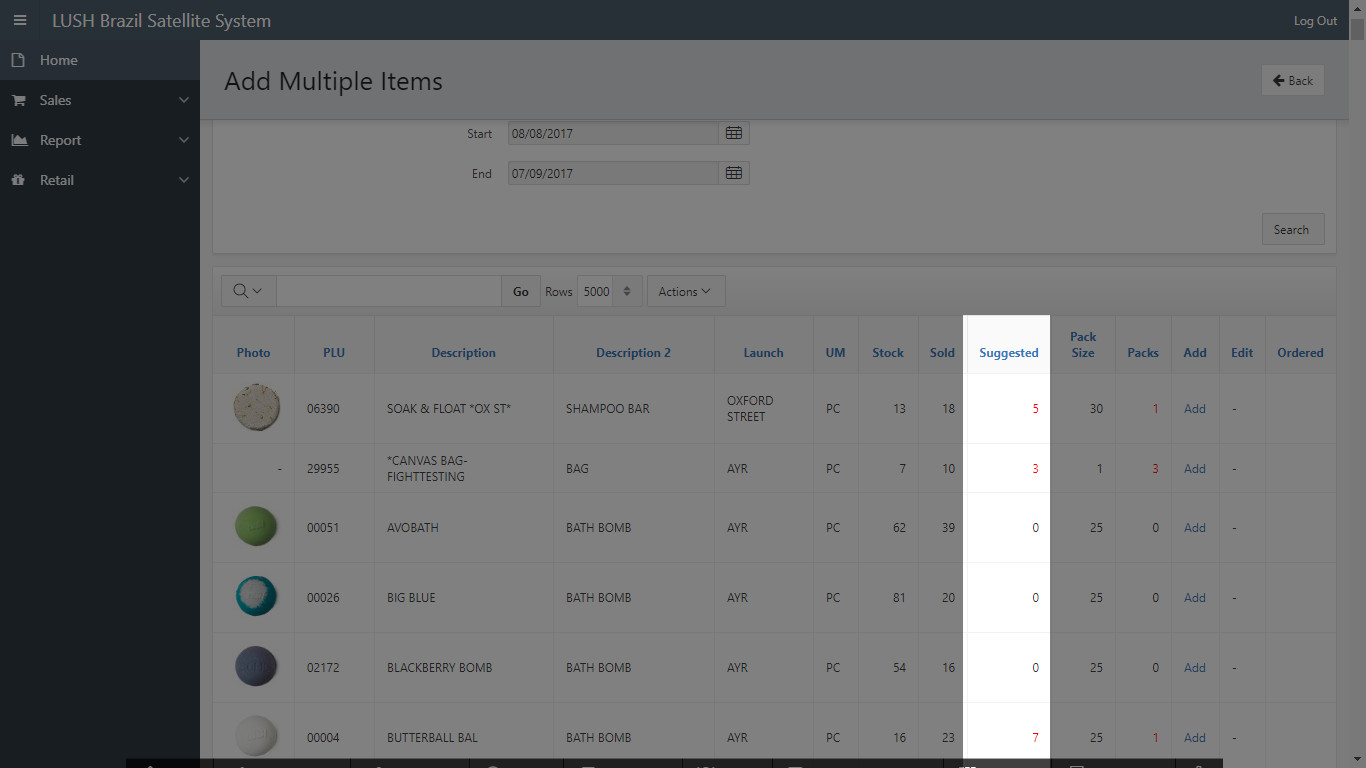 LUSH Brazil Satellite System
Log Out
Home
Sales
Report
Retail
Add Multiple Items
Back
Start 08/08/2017
End 07/09/2017
Search
Go Rows 5000 Actions
Photo PLU Description Description 2 Launch UM Stock Sold Suggested Pack Size Packs Add Edit Ordered
06390 SOAK & FLOAT *OX ST* SHAMPOO BAR OXFORD STREET PC 13 18 5 30 1 Add -
- 29955 *CANVAS BAG-FIGHTTESTING BAG AYR PC 7 10 3 1 3 Add -
00051 AVOBATH BATH BOMB AYR PC 62 39 0 25 0 Add -
00026 BIG BLUE BATH BOMB AYR PC 81 20 0 25 0 Add -
02172 BLACKBERRY BOMB BATH BOMB AYR PC 54 16 0 25 0 Add -
00004 BUTTERBALL BAL BATH BOMB AYR PC 16 23 7 25 1 Add -